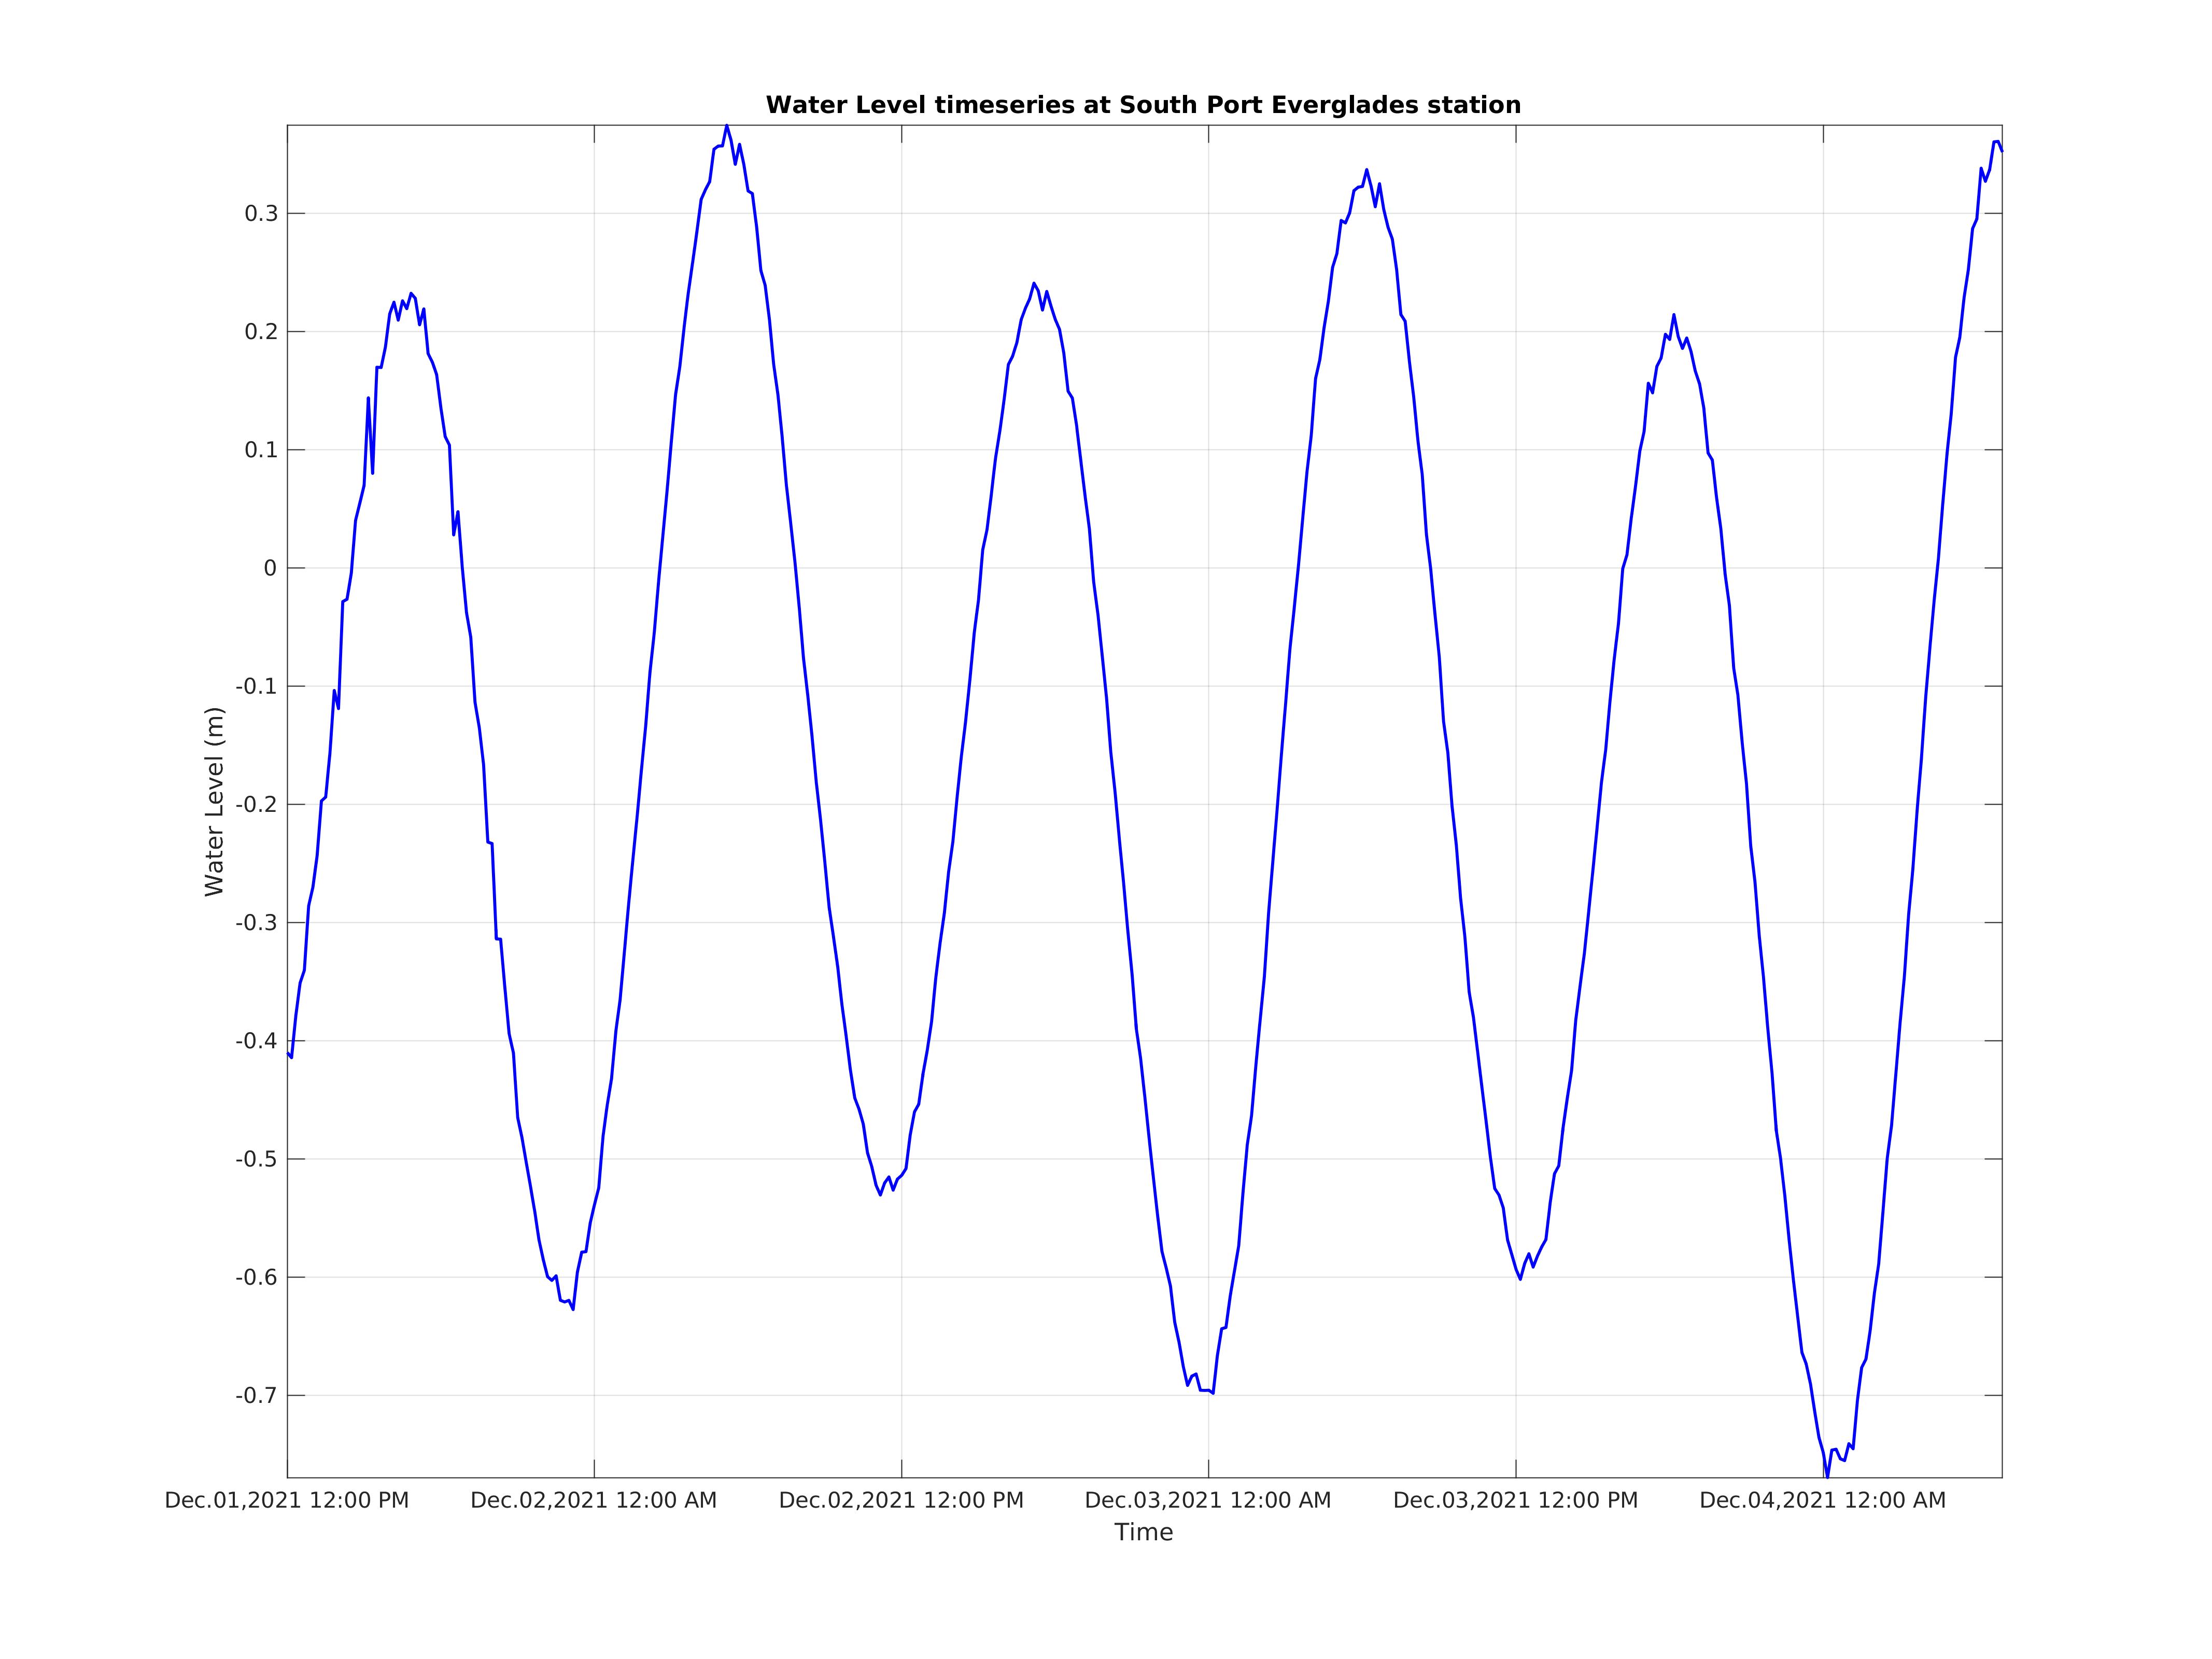 Water Level timeseries at South Port Everglades station
0.3
0.2
0.1
0
-0.1
-0.2
-0.3
-0.4
-0.5
-0.6
-0.7
Water Level (m)
Dec.01,2021 12:00 PM
Dec.02,2021 12:00 AM
Dec.02,2021 12:00 PM
Dec.03,2021 12:00 AM
Dec.03,2021 12:00 PM
Dec.04,2021 12:00 AM
Time